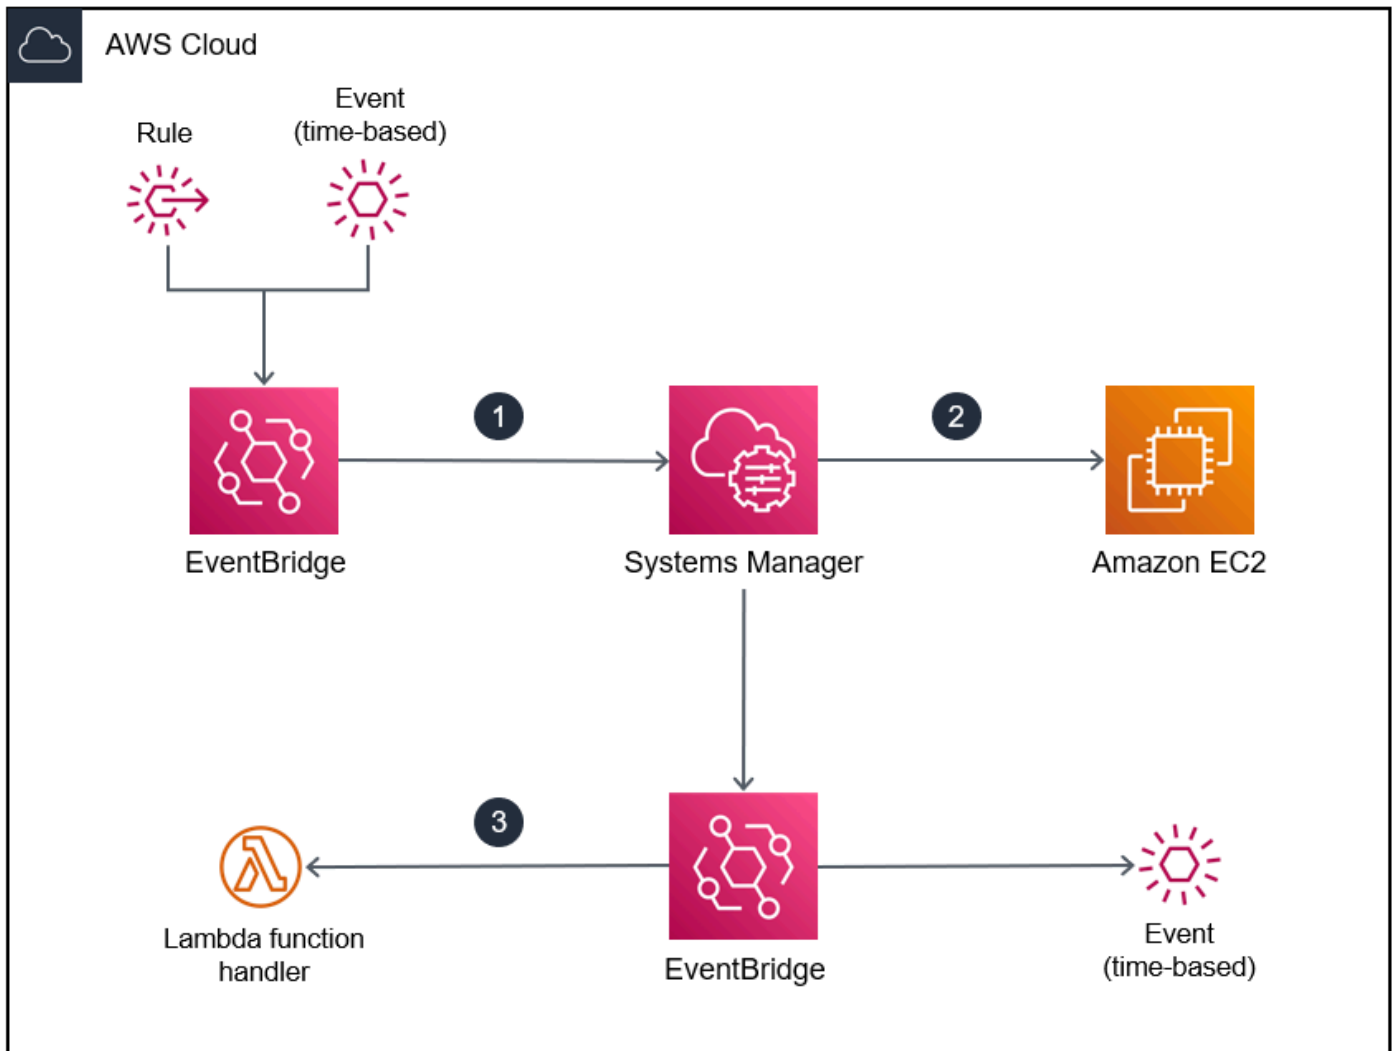 AWS Cloud
Rule
Event
(time-based)
1
2
EventBridge
Systems Manager
Amazon EC2
3
Lambda function
handler
EventBridge
Event
(time-based)